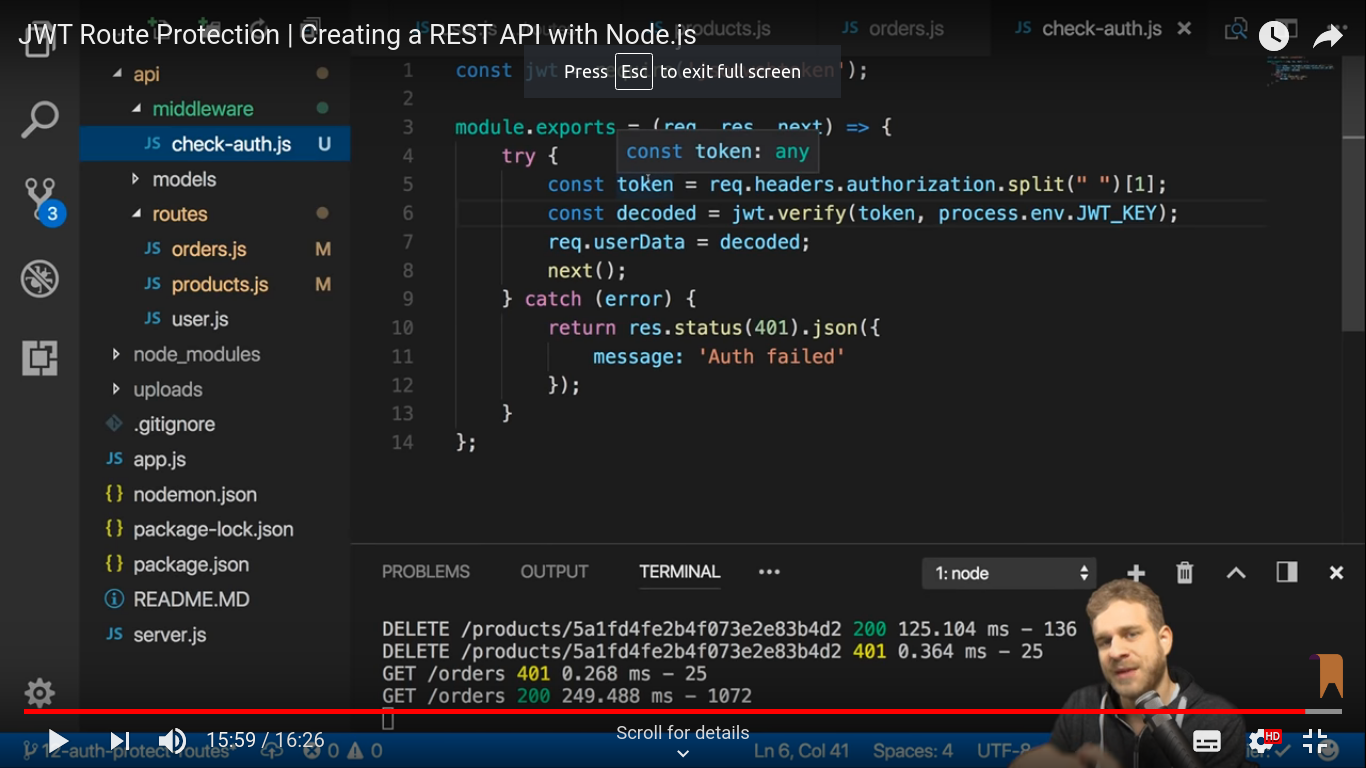 JWT Route Protection | Creating a REST API with Node.js
products.js
JS orders.js
JS check-auth.js
Press Esc to exit full screen
api
middleware
JS check-auth.js U
models
routes
JS orders.js M
JS products.js M
JS user.js
node_modules
uploads
.gitignore
JS app.js
{} nodemon.json
{} package-lock.json
{} package.json
README.MD
JS server.js
3
1 const jwt ');
2
3 module.exports = (req, res, next) => {
const token: any
4 try {
5 const token = req.headers.authorization.split(" ")[1];
6 const decoded = jwt.verify(token, process.env.JWT_KEY);
7 req.userData = decoded;
8 next();
9 } catch (error) {
10 return res.status(401).json({
11 message: 'Auth failed'
12 });
13 }
14 };
PROBLEMS OUTPUT TERMINAL ••• 1: node
DELETE /products/5a1fd4fe2b4f073e2e83b4d2 200 125.104 ms - 136
DELETE /products/5a1fd4fe2b4f073e2e83b4d2 401 0.364 ms - 25
GET /orders 401 0.268 ms - 25
GET /orders 200 249.488 ms - 1072
15:59 / 16:26
Scroll for details
HD
12-auth-protect-routes* 0 0 Ln 6, Col 41 Spaces: 4 UTF-8